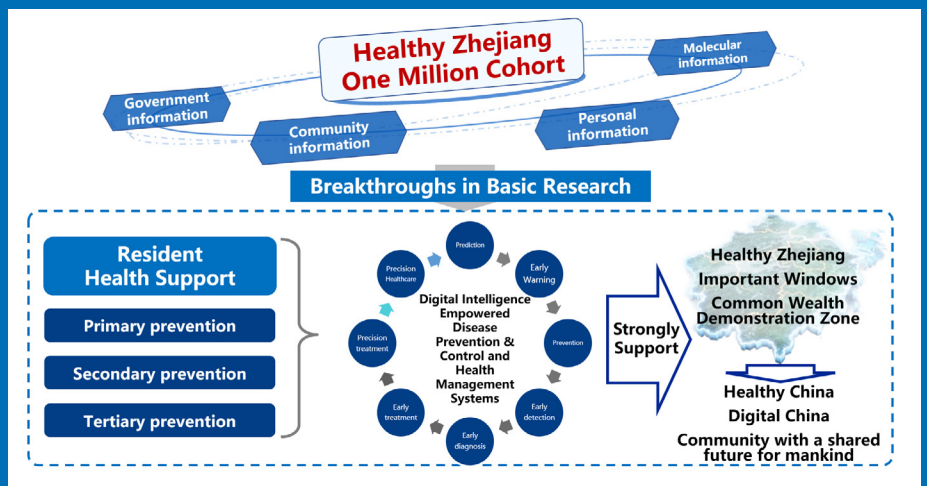 Healthy Zhejiang
One Million Cohort
Molecular
information
Government
information
Community
information
Personal
information
Breakthroughs in Basic Research
Resident
Health Support
Primary prevention
Secondary prevention
Tertiary prevention
Prediction
Early
Warning
Prevention
Early
detection
Early
diagnosis
Early
treatment
Precision
treatment
Precision
Healthcare
Digital Intelligence
Empowered
Disease
Prevention &
Control and
Health
Management
Systems
Strongly
Support
Healthy Zhejiang
Important Windows
Common Wealth
Demonstration Zone
Healthy China
Digital China
Community with a shared
future for mankind